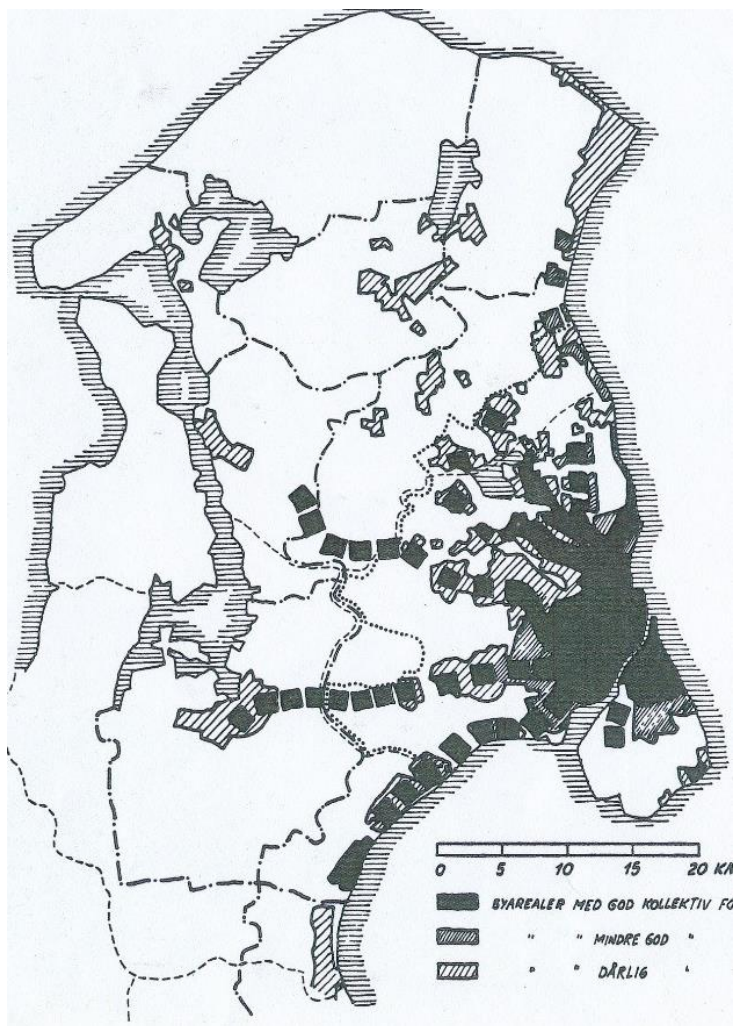 0 5 10 15 20 KM
BYAREALER MED GOD KOLLEKTIV FO
" " MINDRE GOD "
" " DÅRLIG "